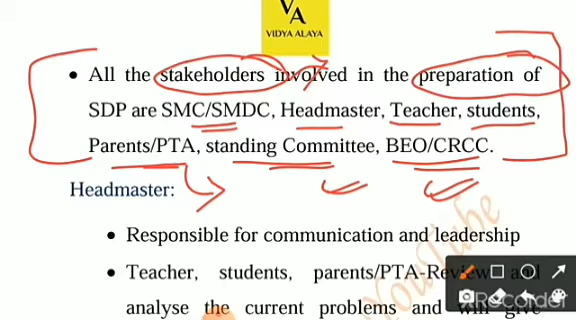 VA
VIDYA ALAYA
• All the stakeholders involved in the preparation of
SDP are SMC/SMDC, Headmaster, Teacher, students,
Parents/PTA, standing Committee, BEO/CRCC.
Headmaster:
• Responsible for communication and leadership
• Teacher, students, parents/PTA-Review and
analyse the current problems and will give
YouTube
Recorder